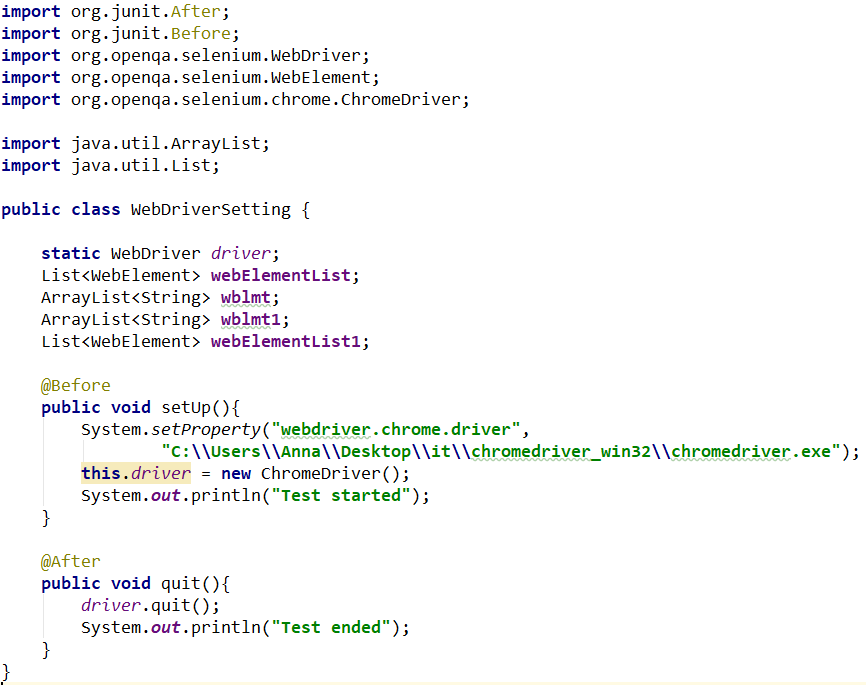 import org.junit.After;
import org.junit.Before;
import org.openqa.selenium.WebDriver;
import org.openqa.selenium.WebElement;
import org.openqa.selenium.chrome.ChromeDriver;

import java.util.ArrayList;
import java.util.List;

public class WebDriverSetting {

    static WebDriver driver;
    List<WebElement> webElementList;
    ArrayList<String> wblmt;
    ArrayList<String> wblmt1;
    List<WebElement> webElementList1;

    @Before
    public void setUp(){
        System.setProperty("webdriver.chrome.driver",
                "C:\\Users\\Anna\\Desktop\\it\\chromedriver_win32\\chromedriver.exe");
        this.driver = new ChromeDriver();
        System.out.println("Test started");
    }

    @After
    public void quit(){
        driver.quit();
        System.out.println("Test ended");
    }
}